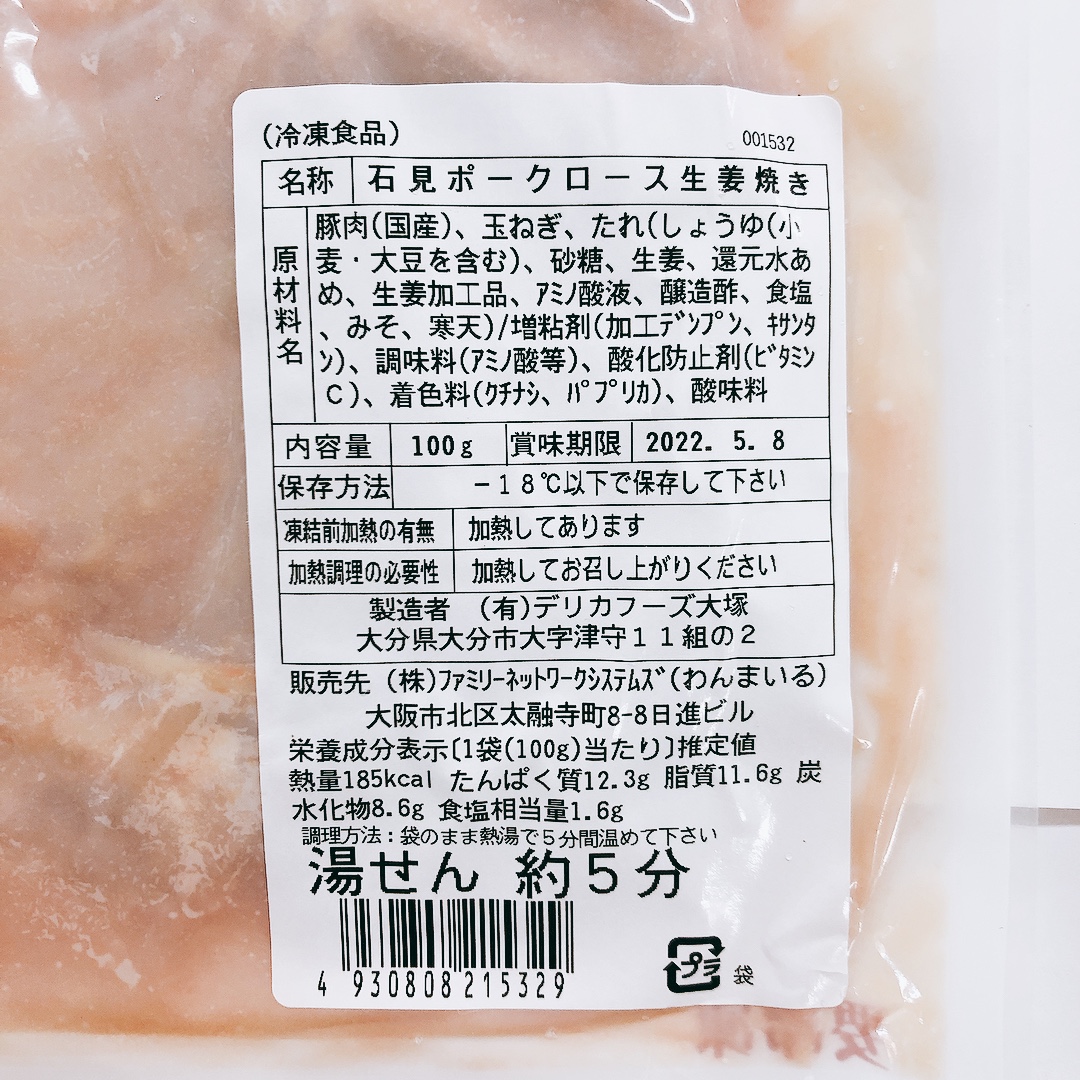 (冷凍食品)
001532
名称 石見ポークロース生姜焼き
原材料名
豚肉(国産)、玉ねぎ、たれ(しょうゆ(小
麦・大豆を含む)、砂糖、生姜、還元水あ
め、生姜加工品、アミノ酸液、醸造酢、食塩
、みそ、寒天)/増粘剤(加工デンプン、キサンタ
ン)、調味料(アミノ酸等)、酸化防止剤(ビタミン
C)、着色料(クチナシ、パプリカ)、酸味料
内容量 100g 賞味期限 2022. 5. 8
保存方法 -18℃以下で保存して下さい
凍結前加熱の有無 加熱してあります
加熱調理の必要性 加熱してお召し上がりください
製造者 (有)デリカフーズ大塚
大分県大分市大字津守11組の2
販売先 (株)ファミリーネットワークシステムズ(わんまいる)
大阪市北区太融寺町8-8日進ビル
栄養成分表示〔1袋(100g)当たり〕推定値
熱量185kcal たんぱく質12.3g 脂質11.6g 炭
水化物8.6g 食塩相当量1.6g
調理方法:袋のまま熱湯で5分間温めて下さい
湯せん 約5分
4 930808 215329
プラ 袋